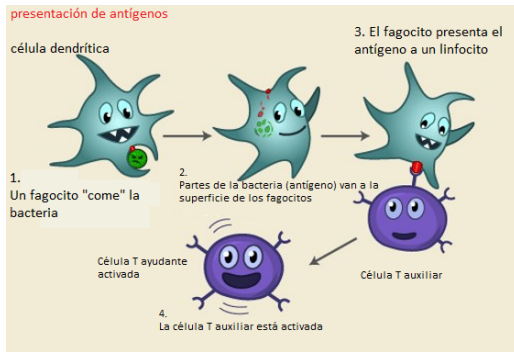 presentación de antígenos
célula dendrítica
3. El fagocito presenta el
antígeno a un linfocito
1.
Un fagocito "come" la
bacteria
2.
Partes de la bacteria (antígeno) van a la
superficie de los fagocitos
Célula T ayudante
activada
Célula T auxiliar
4.
La célula T auxiliar está activada